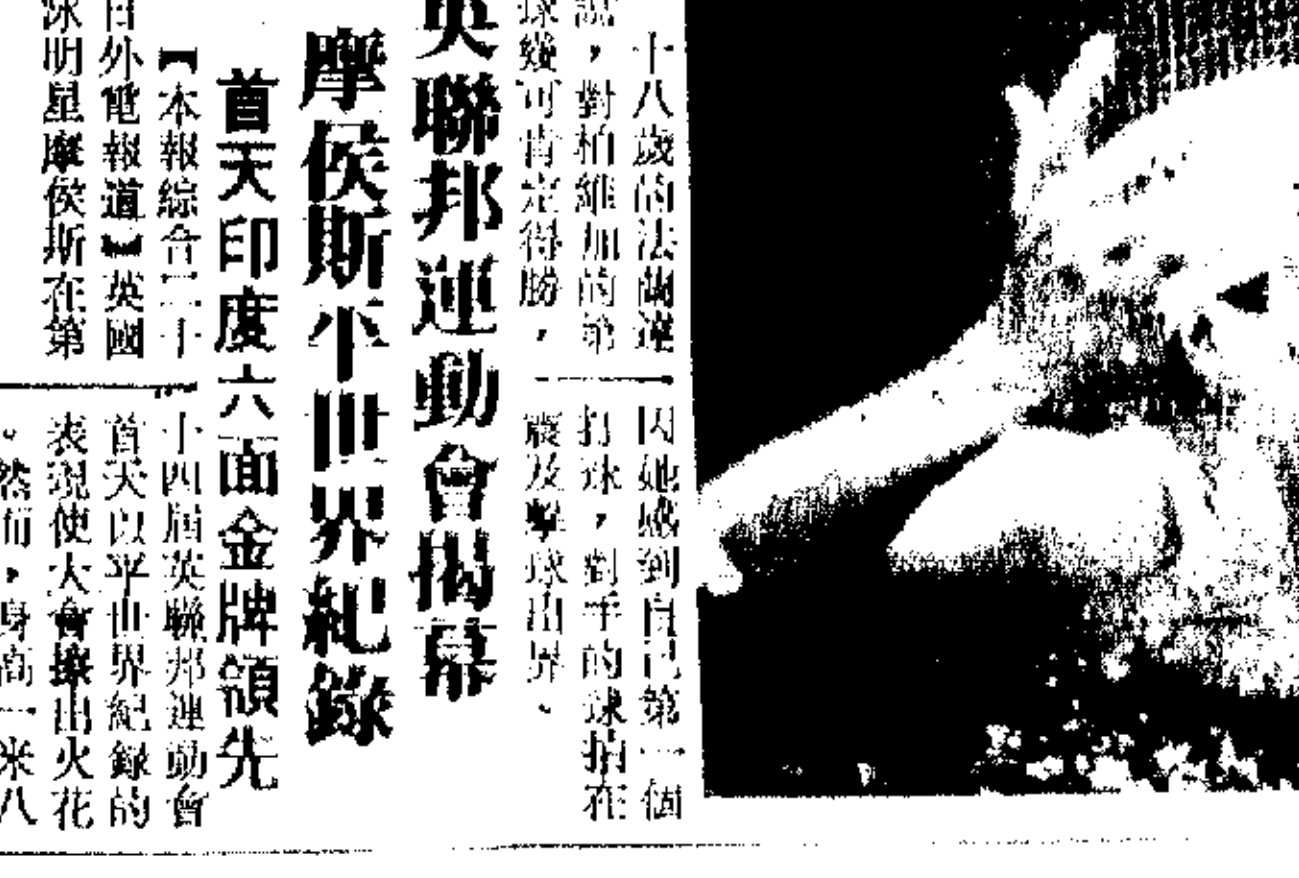 十八歲的法蘭達
,對柏維加的第
球幾可肯定得勝,
因她感到自己第一個
打球,對手的球拍在
震及擊球出界。
英聯邦運動會揭幕
摩侯斯平世界紀錄
首天印度六面金牌領先
【本報綜合二十
日外電報道】英國
泳明星摩侯斯在第
十四屆英聯邦運動會
首天以平世界紀錄的
表現使大會擦出火花
。然而,身高一米八